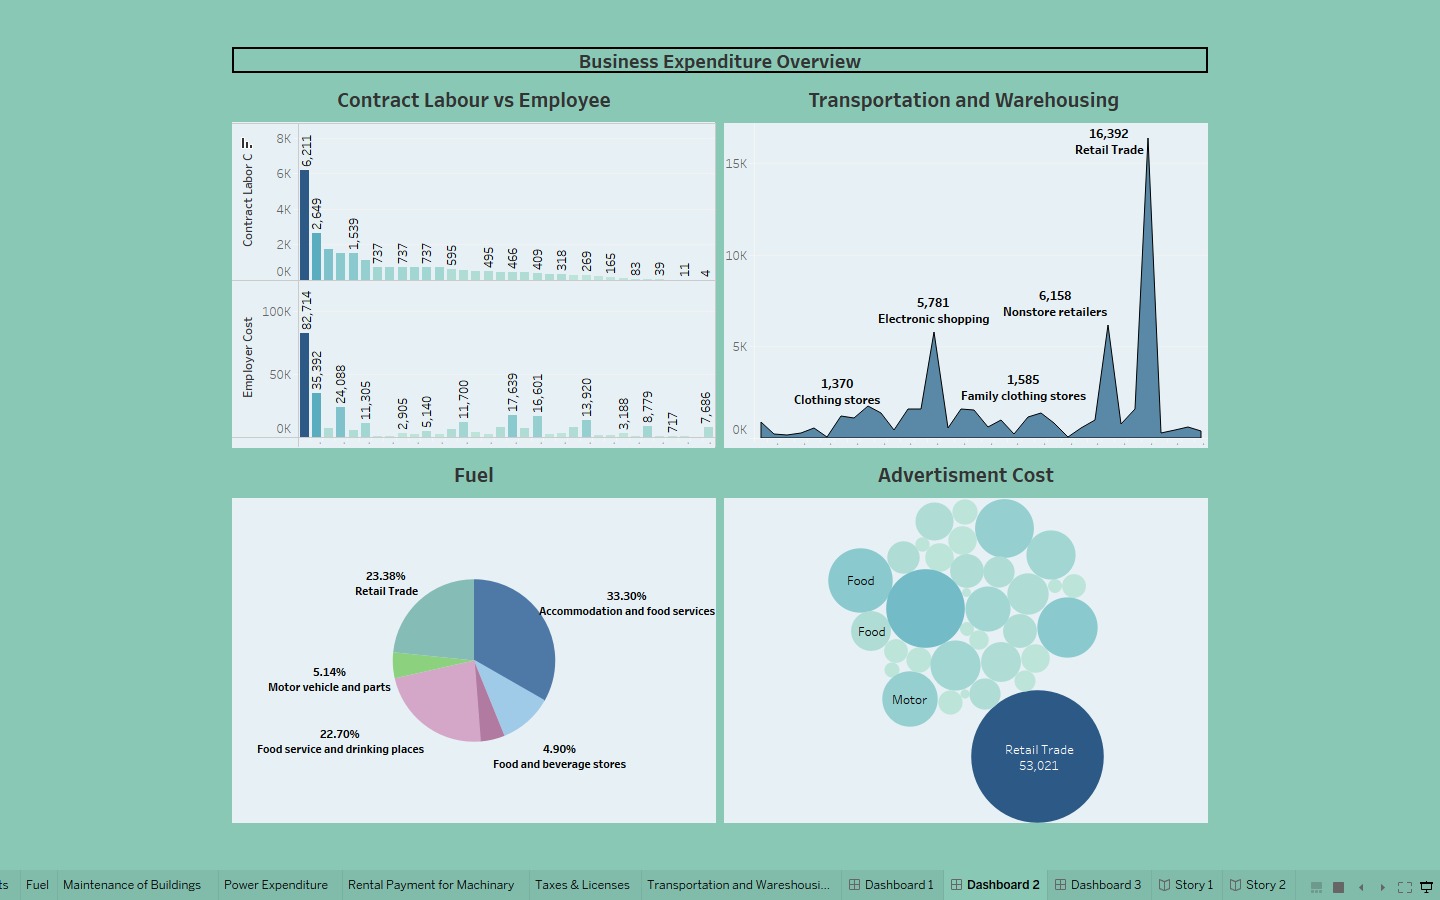 Business Expenditure Overview
Contract Labour vs Employee
Contract Labor C
8K
6K
4K
2K
0K
6,211
2,649
1,539
737
737
737
595
495
466
409
318
269
165
83
39
11
4
Employer Cost
100K
50K
0K
82,714
35,392
24,088
11,305
2,905
5,140
11,700
17,639
16,601
13,920
3,188
8,779
717
7,686
Transportation and Warehousing
15K
10K
5K
0K
16,392
Retail Trade
5,781
Electronic shopping
6,158
Nonstore retailers
1,370
Clothing stores
1,585
Family clothing stores
Fuel
23.38%
Retail Trade
33.30%
Accommodation and food services
5.14%
Motor vehicle and parts
22.70%
Food service and drinking places
4.90%
Food and beverage stores
Advertisment Cost
Food
Food
Motor
Retail Trade
53,021
ts
Fuel
Maintenance of Buildings
Power Expenditure
Rental Payment for Machinary
Taxes & Licenses
Transportation and Wareshousi...
Dashboard 1
Dashboard 2
Dashboard 3
Story 1
Story 2